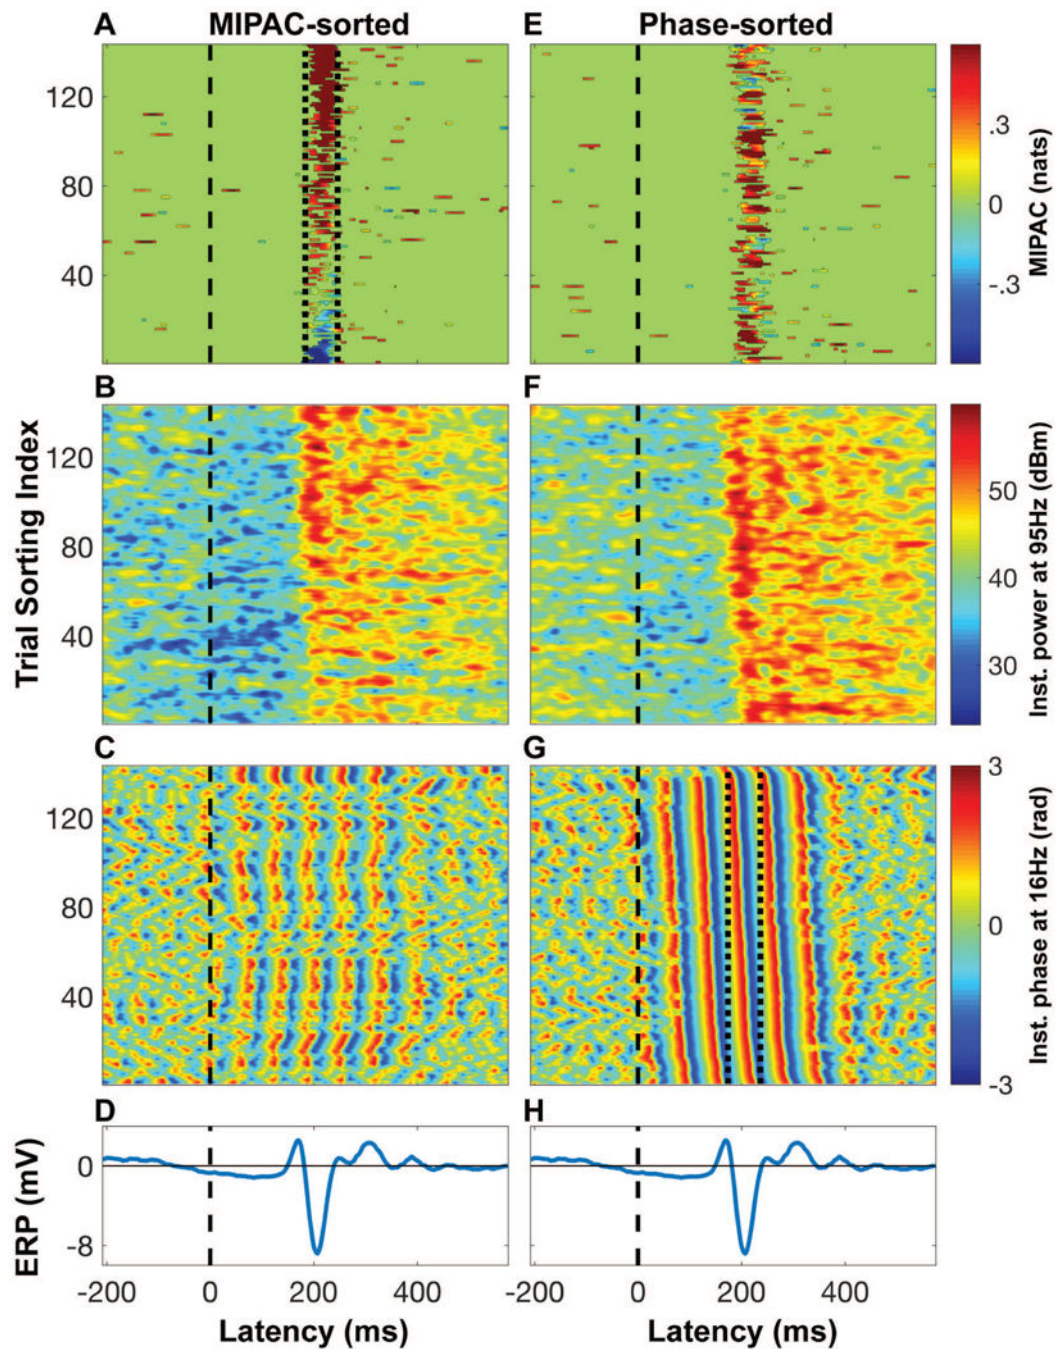 A MIPAC-sorted
E Phase-sorted
120
80
40
.3
0
-.3
MIPAC (nats)
B
F
120
80
40
50
40
30
Inst. power at 95Hz (dBm)
Trial Sorting Index
C
G
120
80
40
3
0
-3
Inst. phase at 16Hz (rad)
D
H
ERP (mV)
0
-8
-200 0 200 400
-200 0 200 400
Latency (ms)
Latency (ms)